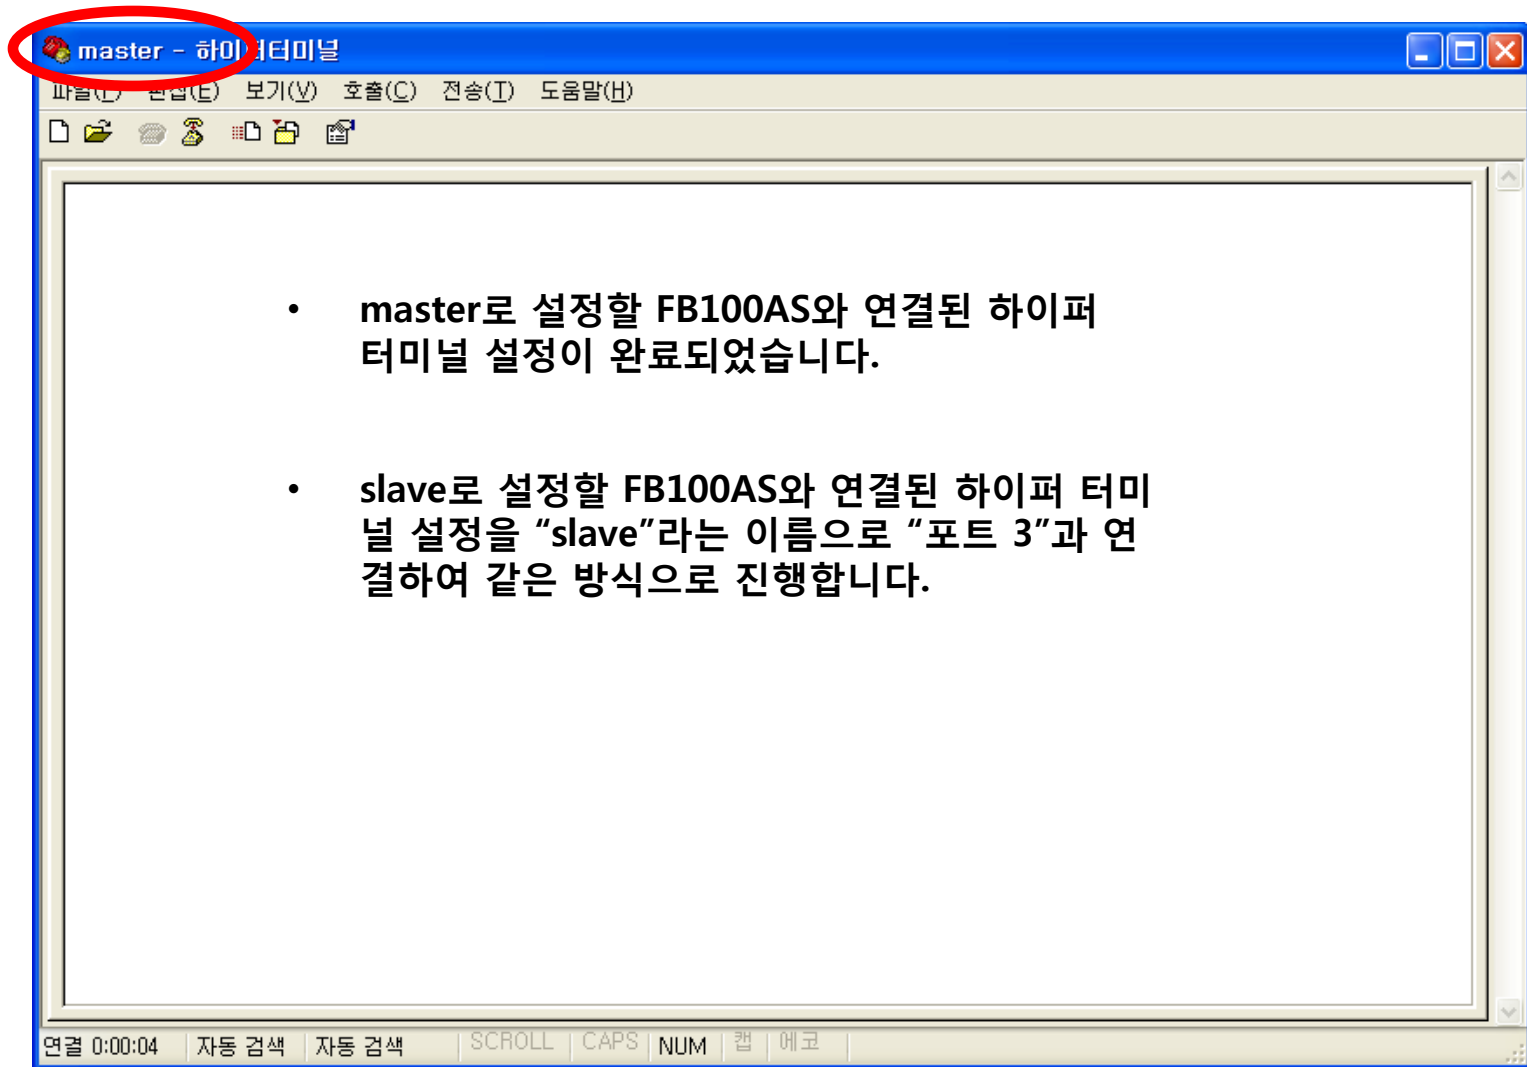 master - 하이퍼터미널
파일(F) 편집(E) 보기(V) 호출(C) 전송(T) 도움말(H)
• master로 설정할 FB100AS와 연결된 하이퍼
터미널 설정이 완료되었습니다.
• slave로 설정할 FB100AS와 연결된 하이퍼 터미
널 설정을 “slave”라는 이름으로 “포트 3”과 연
결하여 같은 방식으로 진행합니다.
연결 0:00:04 자동 검색 자동 검색 SCROLL CAPS NUM 캡 에코